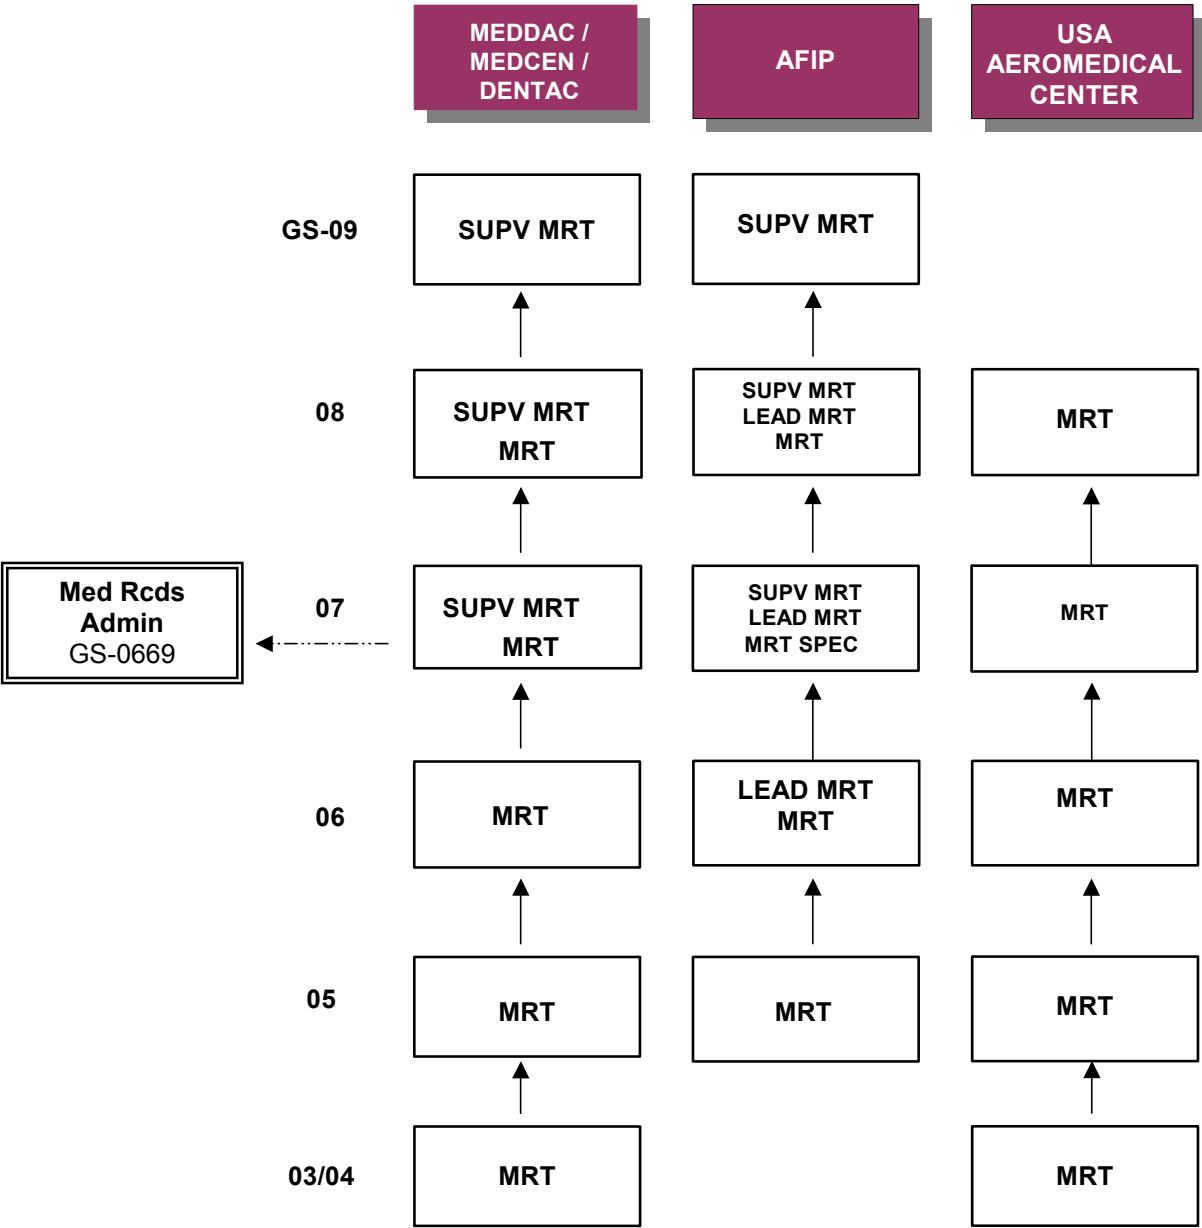 MEDDAC /
MEDCEN /
DENTAC
AFIP
USA
AEROMEDICAL
CENTER
GS-09
SUPV MRT
SUPV MRT
08
SUPV MRT
MRT
SUPV MRT
LEAD MRT
MRT
MRT
Med Rcds
Admin
GS-0669
07
SUPV MRT
MRT
SUPV MRT
LEAD MRT
MRT SPEC
MRT
06
MRT
LEAD MRT
MRT
MRT
05
MRT
MRT
MRT
03/04
MRT
MRT